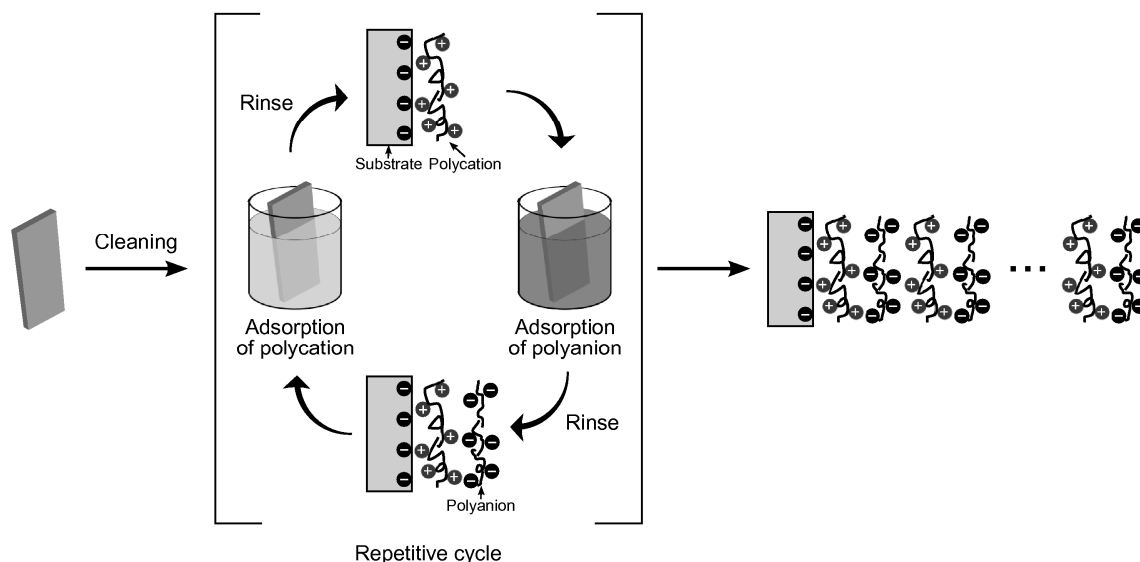 Rinse
Substrate
Polycation
Cleaning
Adsorption
of polycation
Adsorption
of polyanion
Rinse
Polyanion
Repetitive cycle